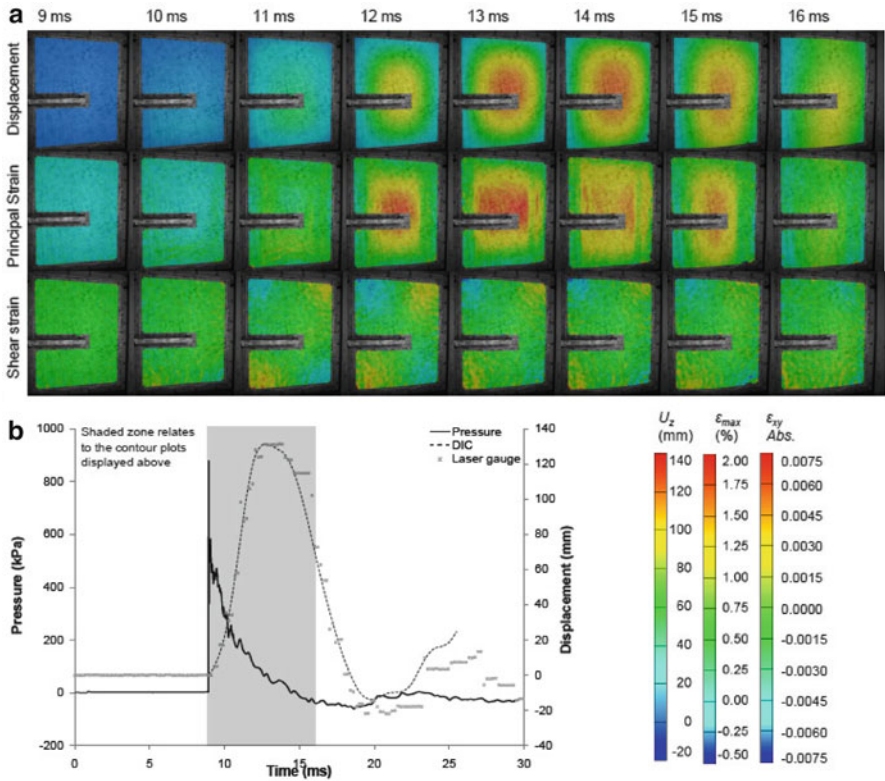 a
9 ms 10 ms 11 ms 12 ms 13 ms 14 ms 15 ms 16 ms
Displacement
Principal Strain
Shear strain
b
Shaded zone relates
to the contour plots
displayed above
Pressure
DIC
Laser gauge
Pressure (kPa)
1000
800
600
400
200
0
-200
0 5 10 15 20 25 30
Time (ms)
Displacement (mm)
140
120
100
80
60
40
20
0
-20
-40
U_z
(mm)
140
120
100
80
60
40
20
0
-20
ε_max
(%)
2.00
1.75
1.50
1.25
1.00
0.75
0.50
0.25
0.00
-0.25
-0.50
ε_xy
Abs.
0.0075
0.0060
0.0045
0.0030
0.0015
0.0000
-0.0015
-0.0030
-0.0045
-0.0060
-0.0075